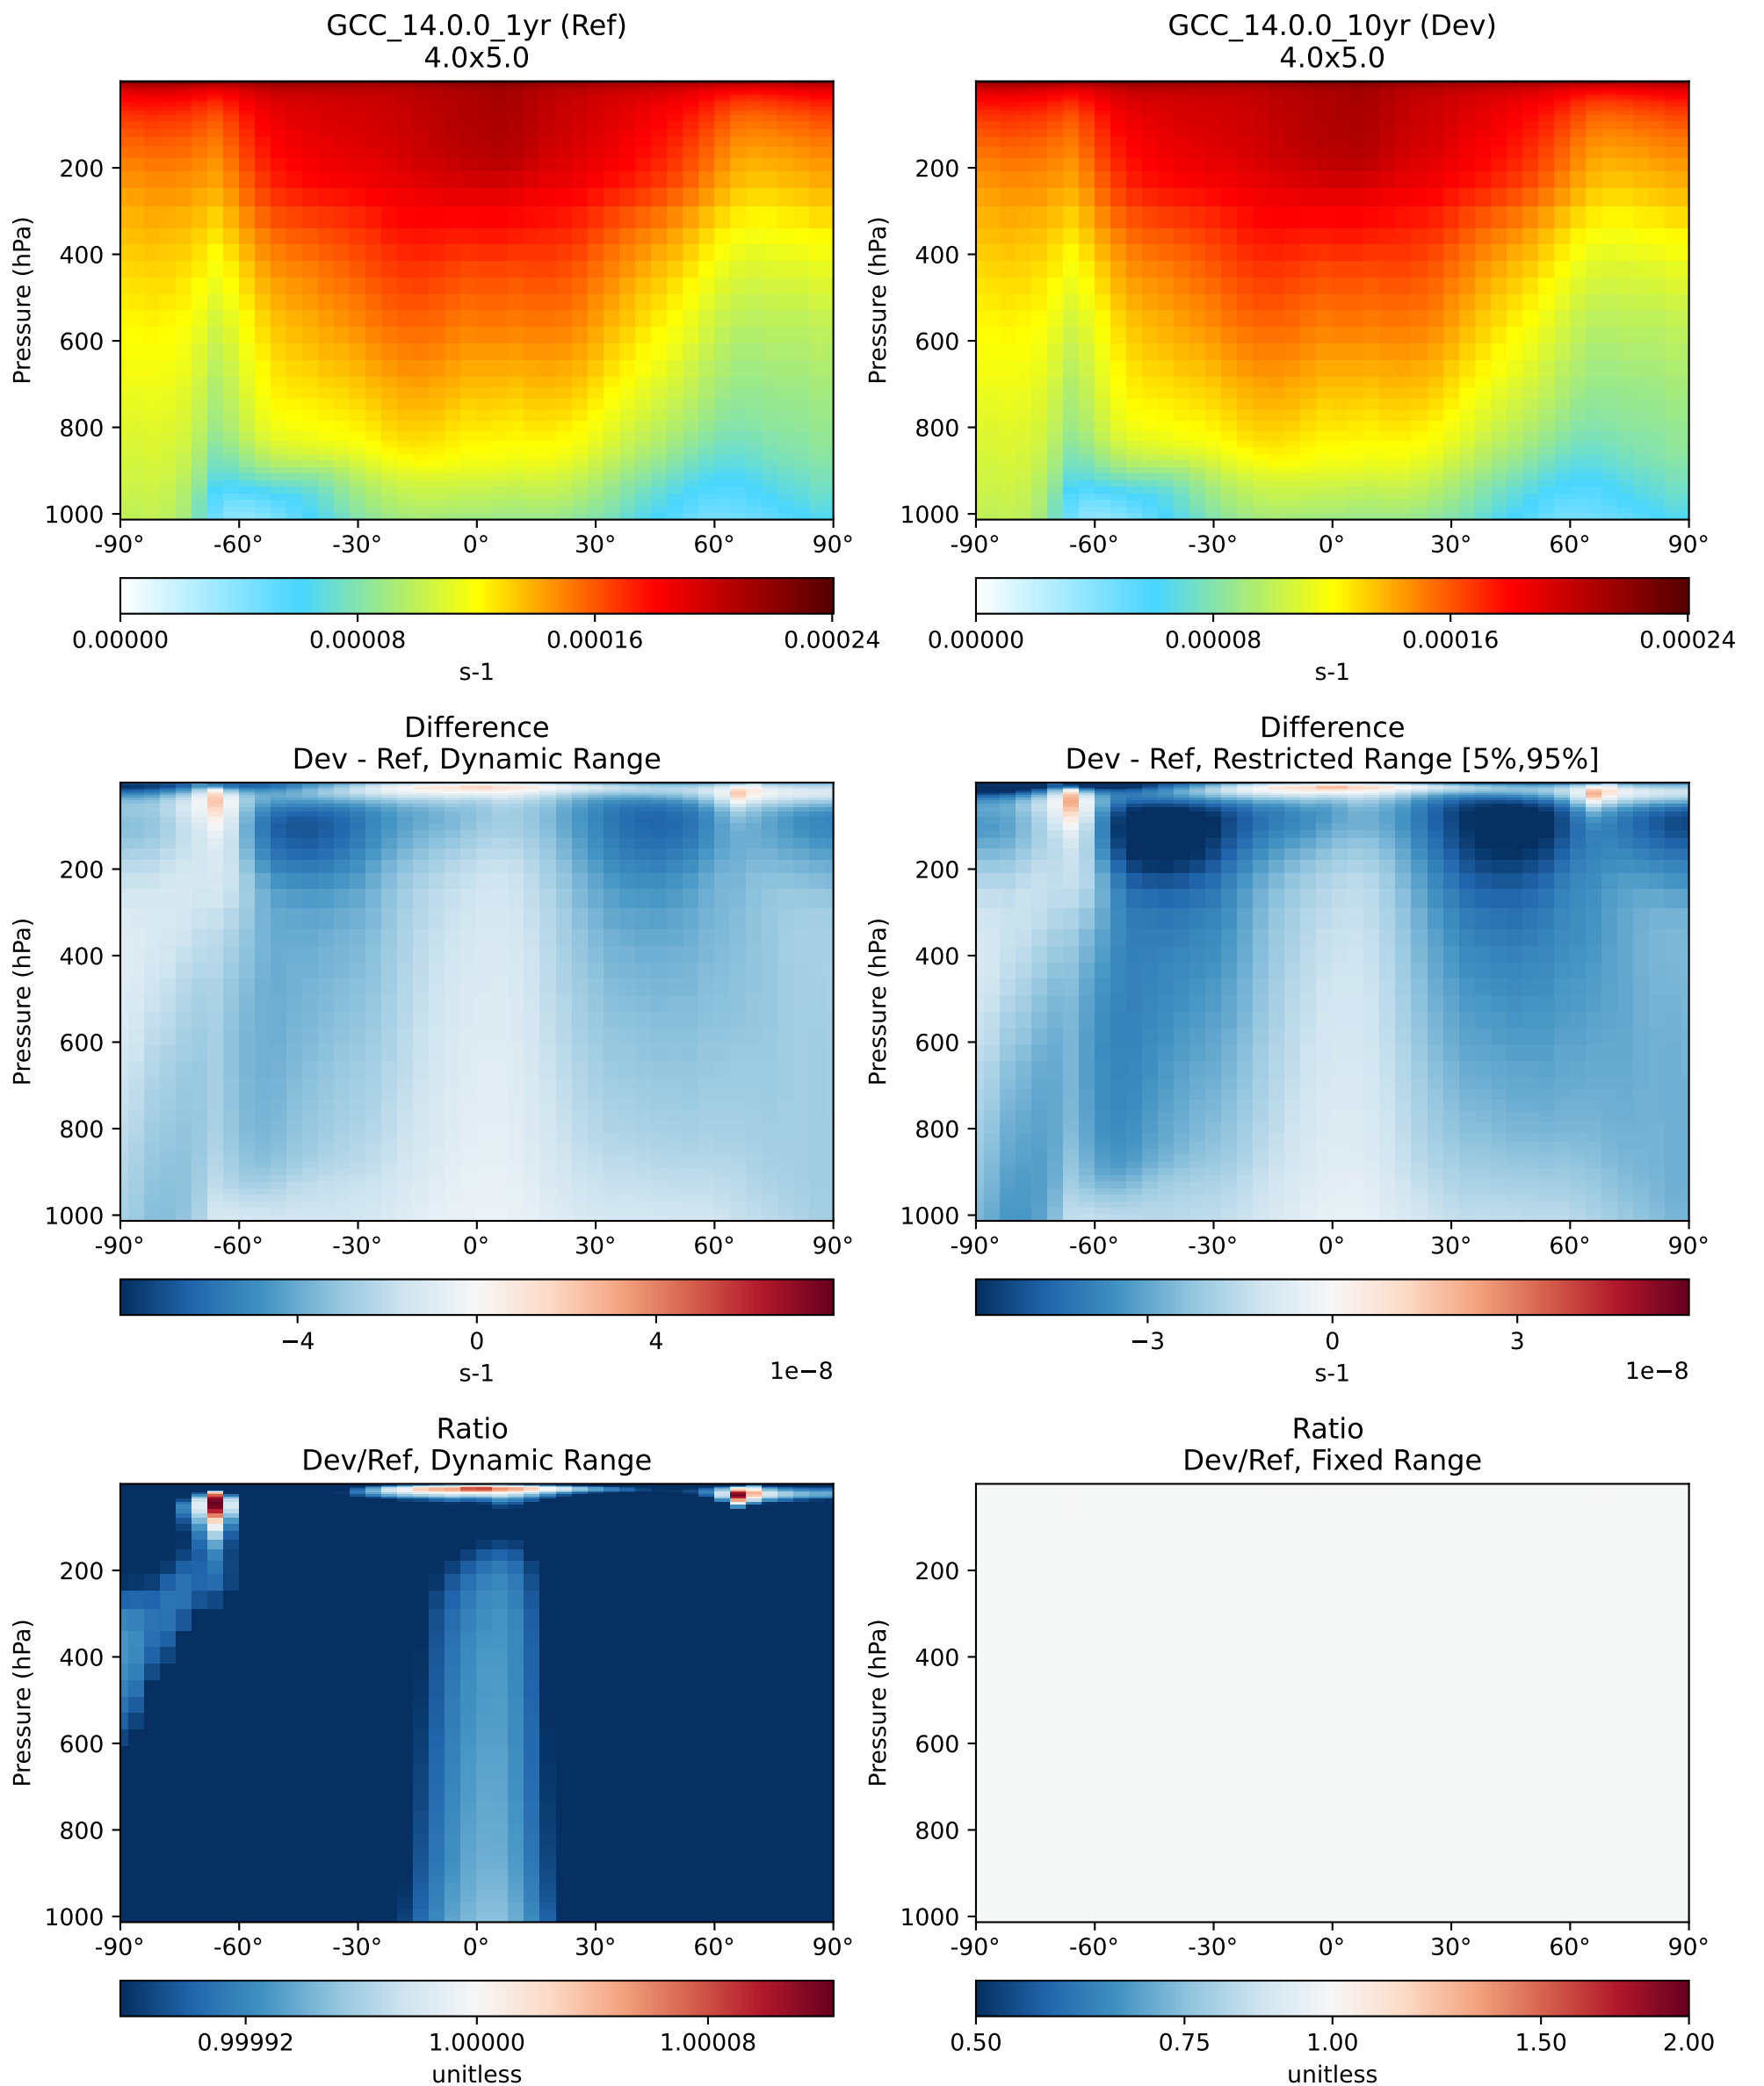 GCC_14.0.0_1yr (Ref)
4.0x5.0
GCC_14.0.0_10yr (Dev)
4.0x5.0
Pressure (hPa)
200
400
600
800
1000
-90° -60° -30° 0° 30° 60° 90°
0.00000 0.00008 0.00016 0.00024
s-1
Pressure (hPa)
200
400
600
800
1000
-90° -60° -30° 0° 30° 60° 90°
0.00000 0.00008 0.00016 0.00024
s-1
Difference
Dev - Ref, Dynamic Range
Pressure (hPa)
200
400
600
800
1000
-90° -60° -30° 0° 30° 60° 90°
−4 0 4
s-1
1e−8
Difference
Dev - Ref, Restricted Range [5%,95%]
Pressure (hPa)
200
400
600
800
1000
-90° -60° -30° 0° 30° 60° 90°
−3 0 3
s-1
1e−8
Ratio
Dev/Ref, Dynamic Range
Pressure (hPa)
200
400
600
800
1000
-90° -60° -30° 0° 30° 60° 90°
0.99992 1.00000 1.00008
unitless
Ratio
Dev/Ref, Fixed Range
Pressure (hPa)
200
400
600
800
1000
-90° -60° -30° 0° 30° 60° 90°
0.50 0.75 1.00 1.50 2.00
unitless